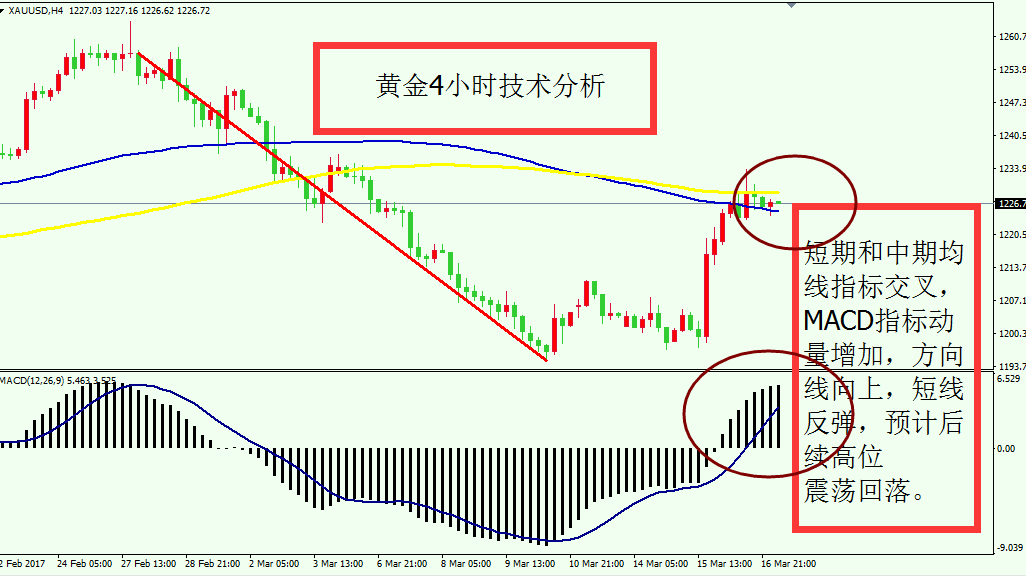 XAUUSD,H4 1227.03 1227.16 1226.62 1226.72
黄金4小时技术分析
1260.7
1253.9
1247.3
1240.5
1233.9
1226.7
1220.5
1213.7
1207.1
1200.3
1193.7
短期和中期均
线指标交叉，
MACD指标动
量增加，方向
线向上，短线
反弹，预计后
续高位
震荡回落。
MACD(12,26,9) 5.463 3.525
6.529
0.00
-9.039
2 Feb 2017 24 Feb 05:00 27 Feb 13:00 28 Feb 21:00 2 Mar 05:00 3 Mar 13:00 6 Mar 21:00 8 Mar 05:00 9 Mar 13:00 10 Mar 21:00 14 Mar 05:00 15 Mar 13:00 16 Mar 21:00